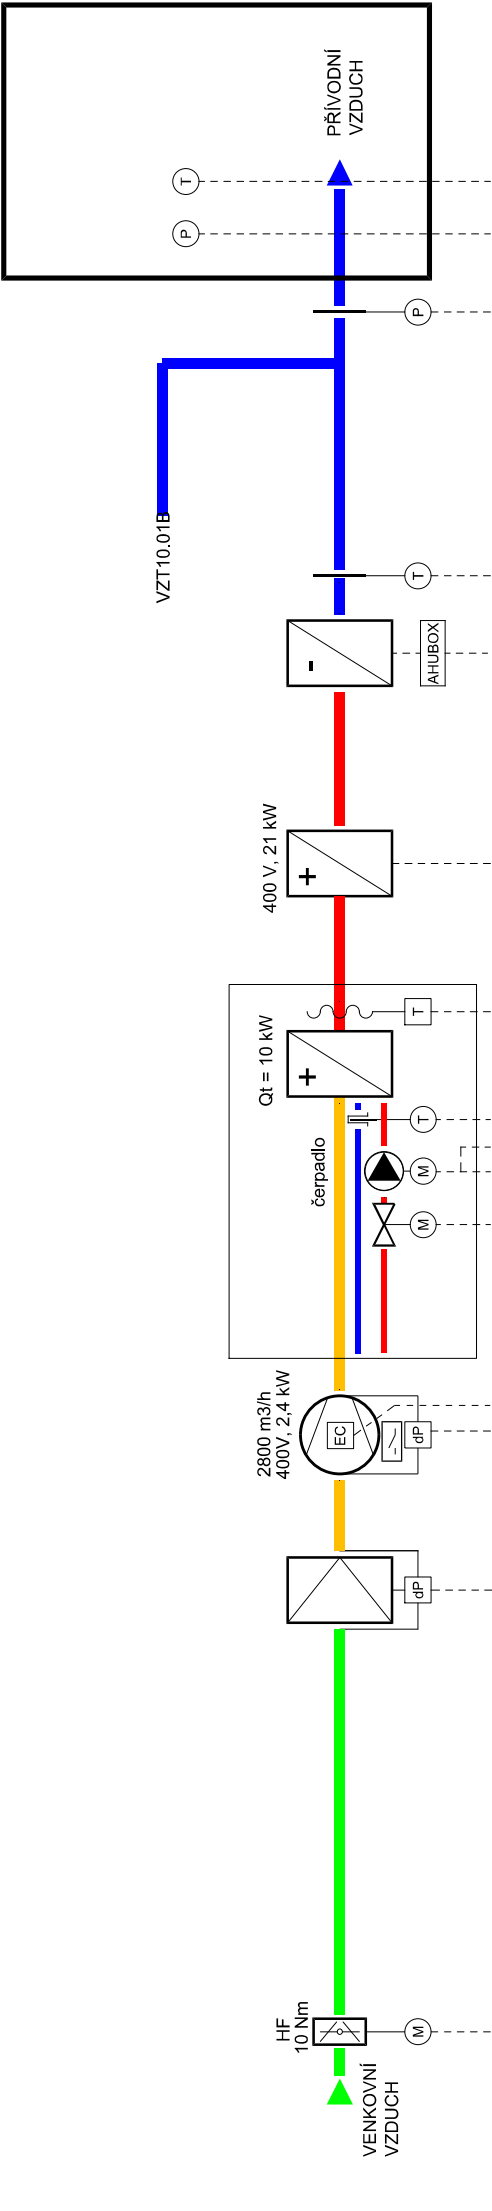 PŘÍVODNÍ
VZDUCH
T
P
P
VZT10.01B
T
-
AHUBOX
400 V, 21 kW
+
T
Qt = 10 kW
+
T
čerpadlo
M
M
2800 m3/h
400V, 2,4 kW
EC
dP
dP
HF
10 Nm
M
VENKOVNÍ
VZDUCH